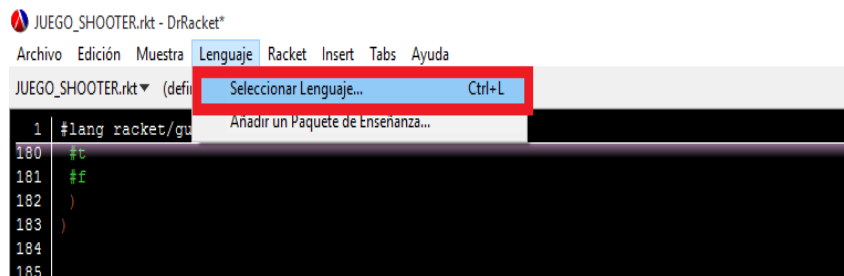 JUEGO_SHOOTER.rkt - DrRacket*
Archivo Edición Muestra Lenguaje Racket Insert Tabs Ayuda
JUEGO_SHOOTER.rkt▼ (defi
Seleccionar Lenguaje... Ctrl+L
Añadir un Paquete de Enseñanza...
1 #lang racket/gu
180 #t
181 #f
182 )
183 )
184
185